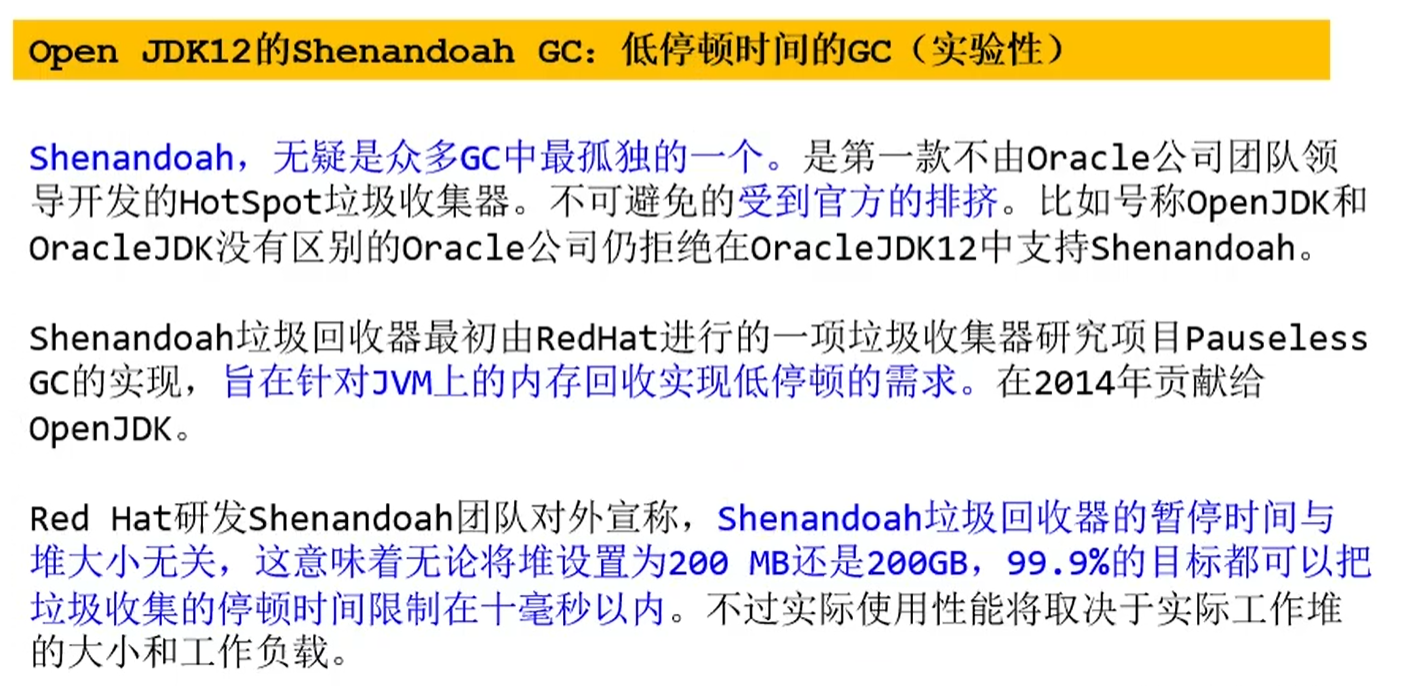 Open JDK12的Shenandoah GC：低停顿时间的GC（实验性）
Shenandoah，无疑是众多GC中最孤独的一个。是第一款不由Oracle公司团队领
导开发的HotSpot垃圾收集器。不可避免的受到官方的排挤。比如号称OpenJDK和
OracleJDK没有区别的Oracle公司仍拒绝在OracleJDK12中支持Shenandoah。
Shenandoah垃圾回收器最初由RedHat进行的一项垃圾收集器研究项目Pauseless
GC的实现，旨在针对JVM上的内存回收实现低停顿的需求。在2014年贡献给
OpenJDK。
Red Hat研发Shenandoah团队对外宣称，Shenandoah垃圾回收器的暂停时间与
堆大小无关，这意味着无论将堆设置为200 MB还是200GB，99.9%的目标都可以把
垃圾收集的停顿时间限制在十毫秒以内。不过实际使用性能将取决于实际工作堆
的大小和工作负载。